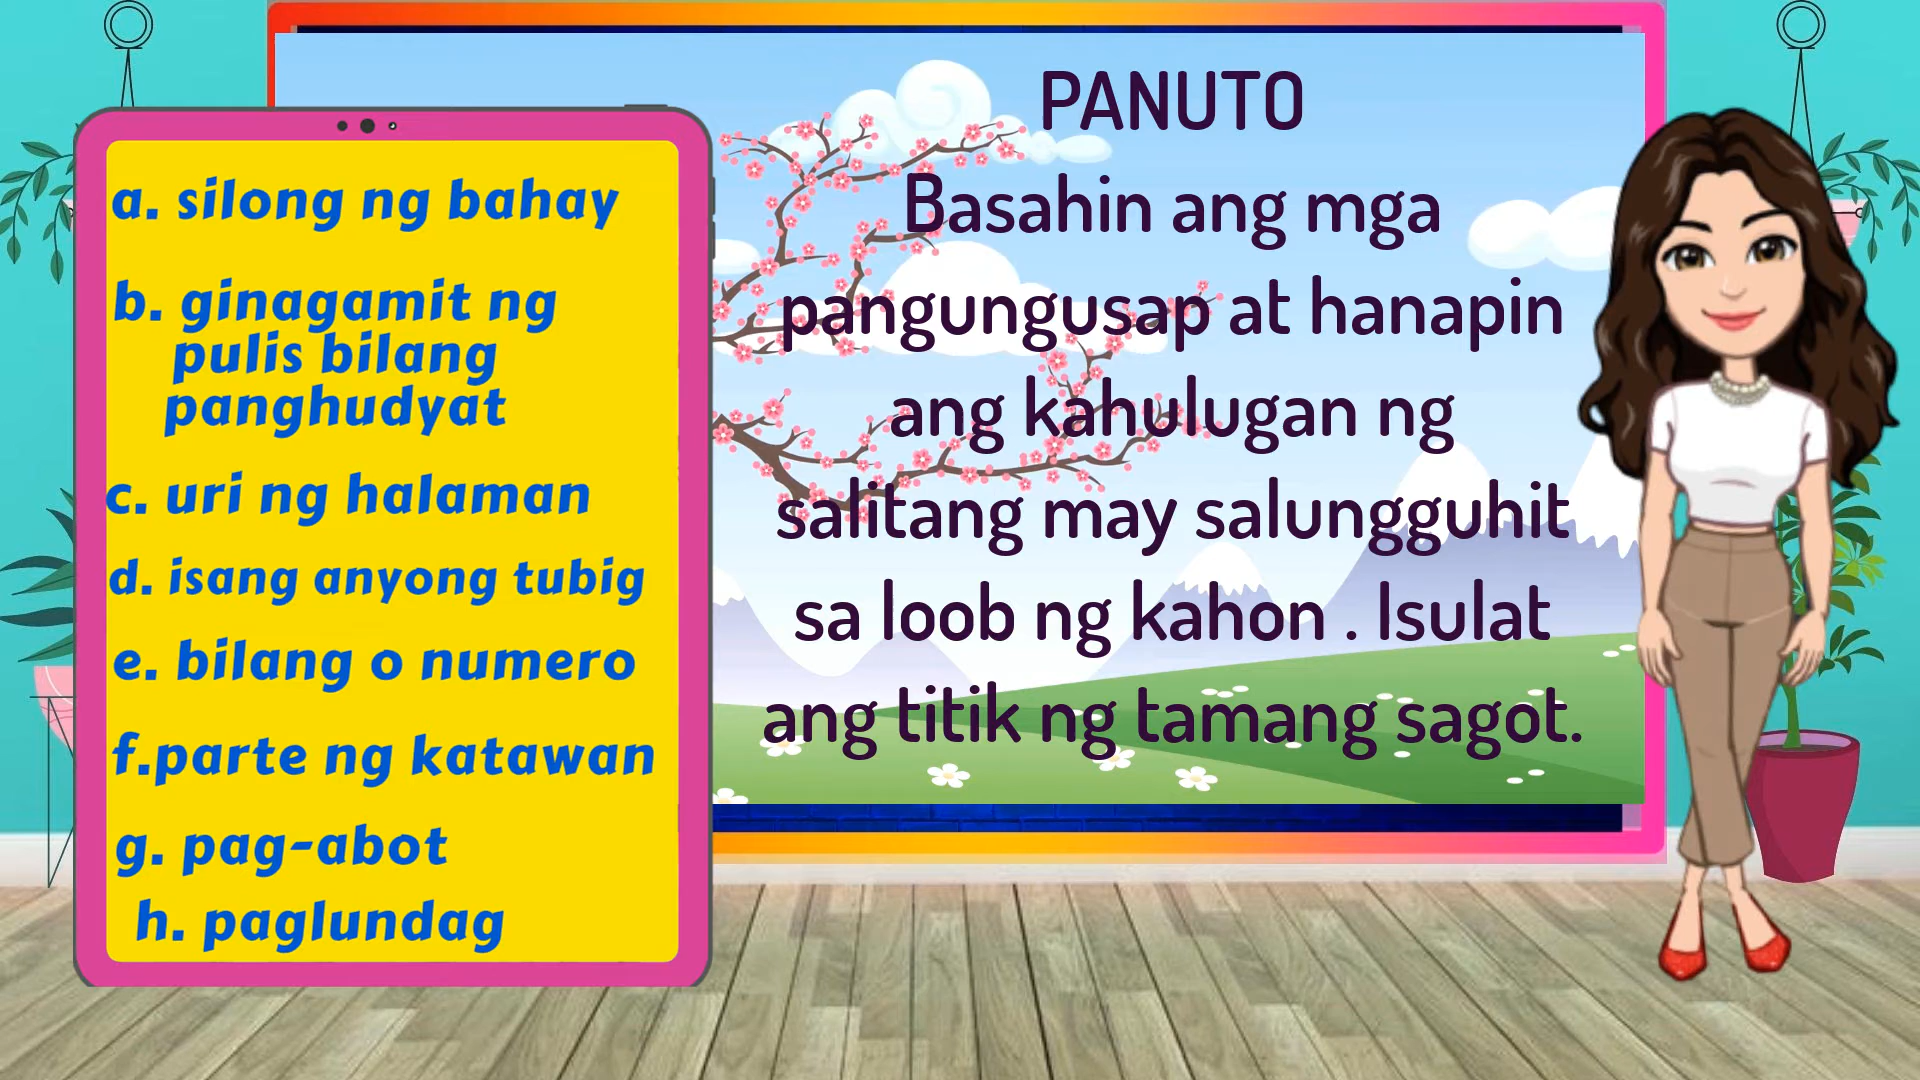 a. silong ng bahay
b. ginagamit ng
pulis bilang
panghudyat
c. uri ng halaman
d. isang anyong tubig
e. bilang o numero
f.parte ng katawan
g. pag-abot
h. paglundag
PANUTO
Basahin ang mga
pangungusap at hanapin
ang kahulugan ng
salitang may salungguhit
sa loob ng kahon . Isulat
ang titik ng tamang sagot.